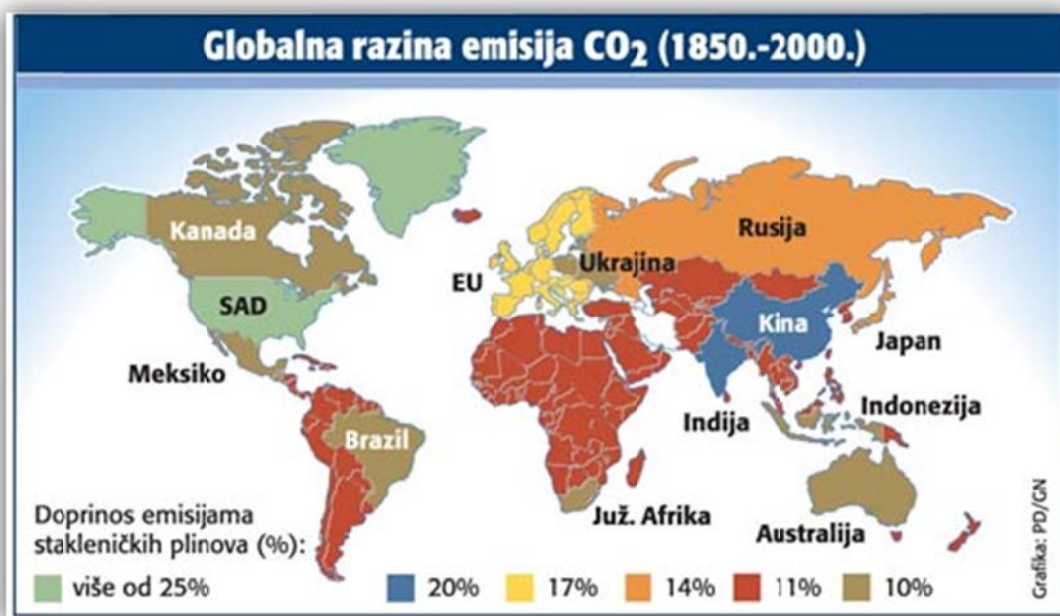 Globalna razina emisija CO₂ (1850.-2000.)
Kanada
Rusija
Ukrajina
EU
SAD
Kina
Japan
Meksiko
Indonezija
Indija
Brazil
Juž. Afrika
Australija
Doprinos emisijama
stakleničkih plinova (%):
više od 25%
20%
17%
14%
11%
10%
Grafika: PD/GN